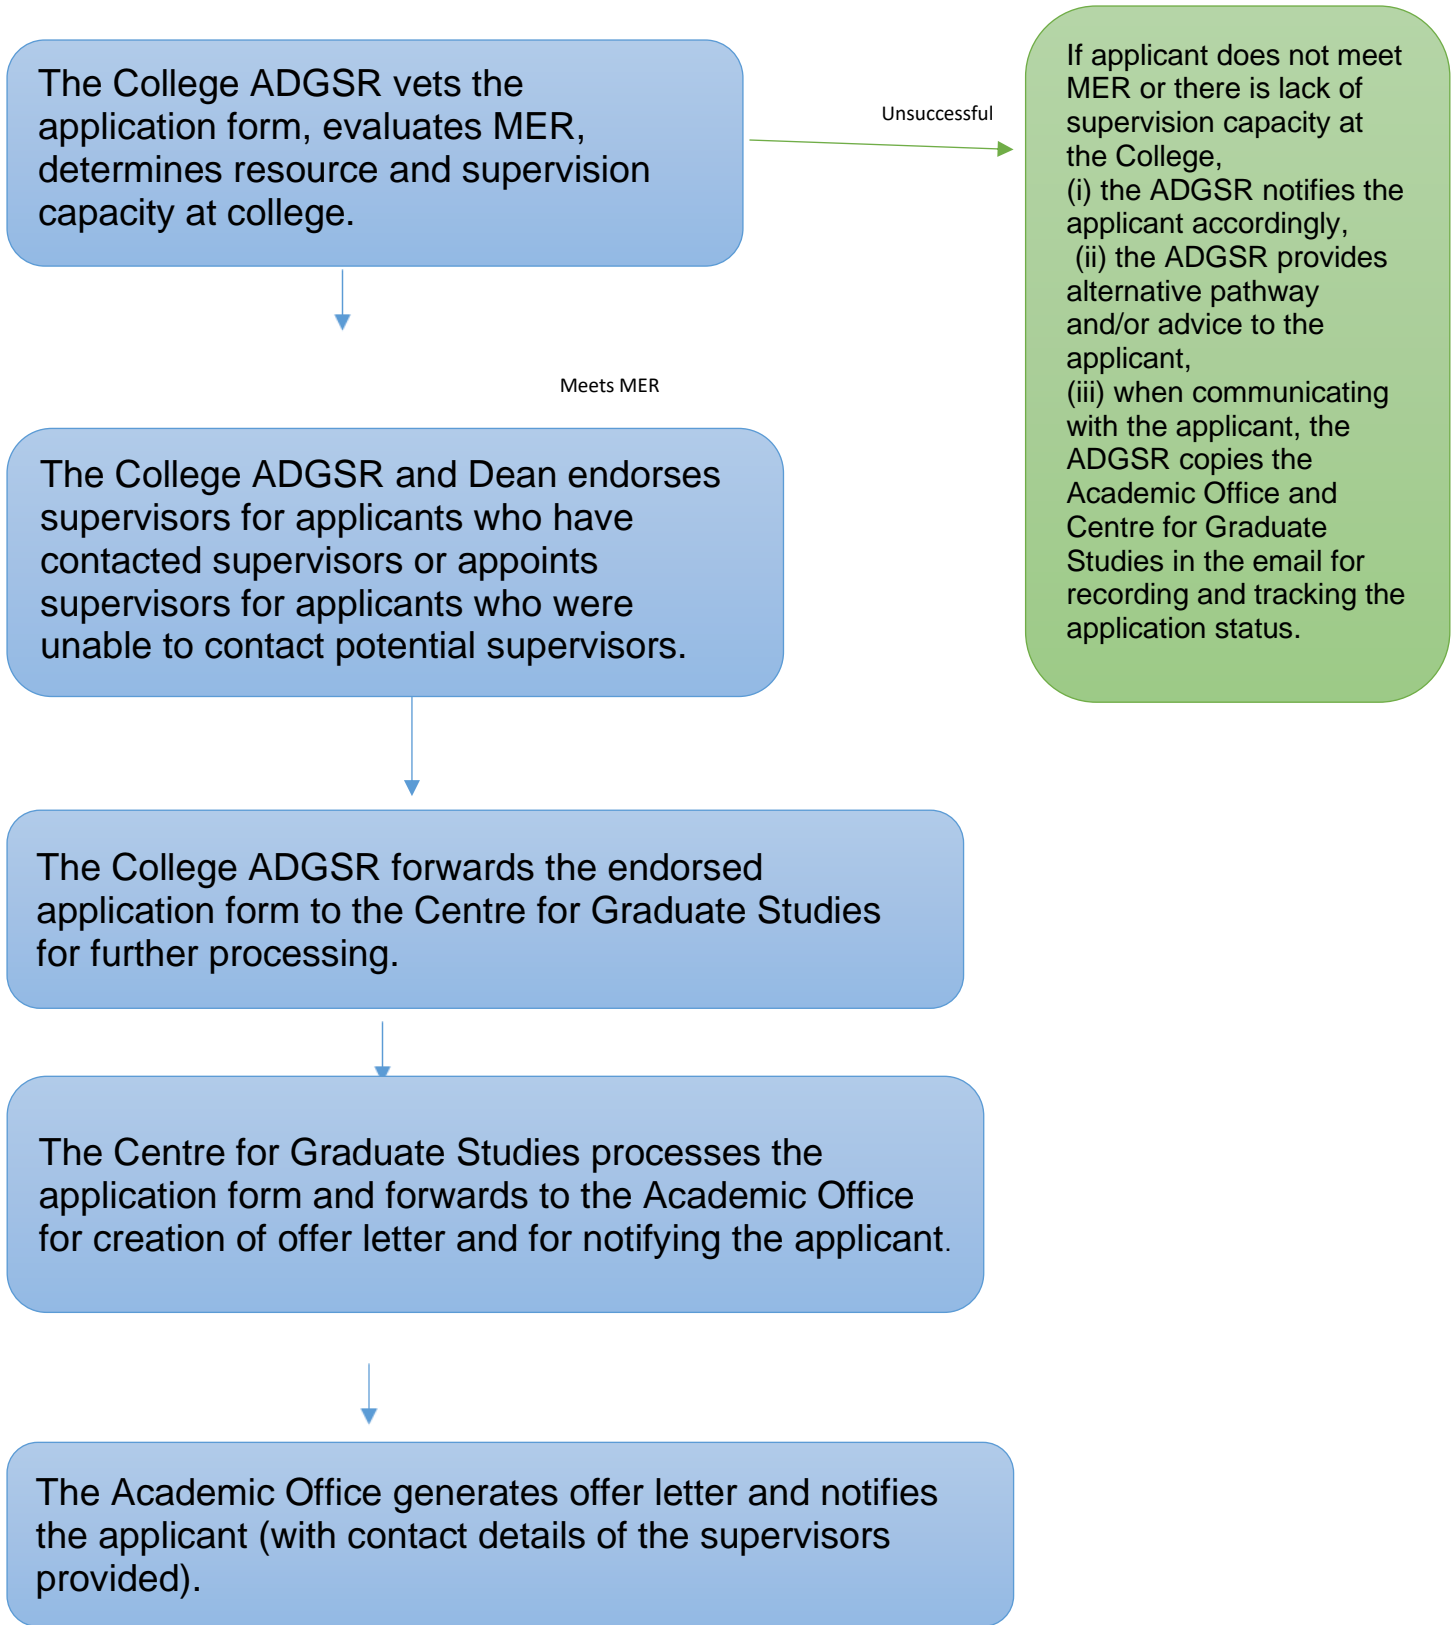 The College ADGSR vets the
application form, evaluates MER,
determines resource and supervision
capacity at college.
Unsuccessful
If applicant does not meet
MER or there is lack of
supervision capacity at
the College,
(i) the ADGSR notifies the
applicant accordingly,
(ii) the ADGSR provides
alternative pathway
and/or advice to the
applicant,
(iii) when communicating
with the applicant, the
ADGSR copies the
Academic Office and
Centre for Graduate
Studies in the email for
recording and tracking the
application status.
Meets MER
The College ADGSR and Dean endorses
supervisors for applicants who have
contacted supervisors or appoints
supervisors for applicants who were
unable to contact potential supervisors.
The College ADGSR forwards the endorsed
application form to the Centre for Graduate Studies
for further processing.
The Centre for Graduate Studies processes the
application form and forwards to the Academic Office
for creation of offer letter and for notifying the applicant.
The Academic Office generates offer letter and notifies
the applicant (with contact details of the supervisors
provided).